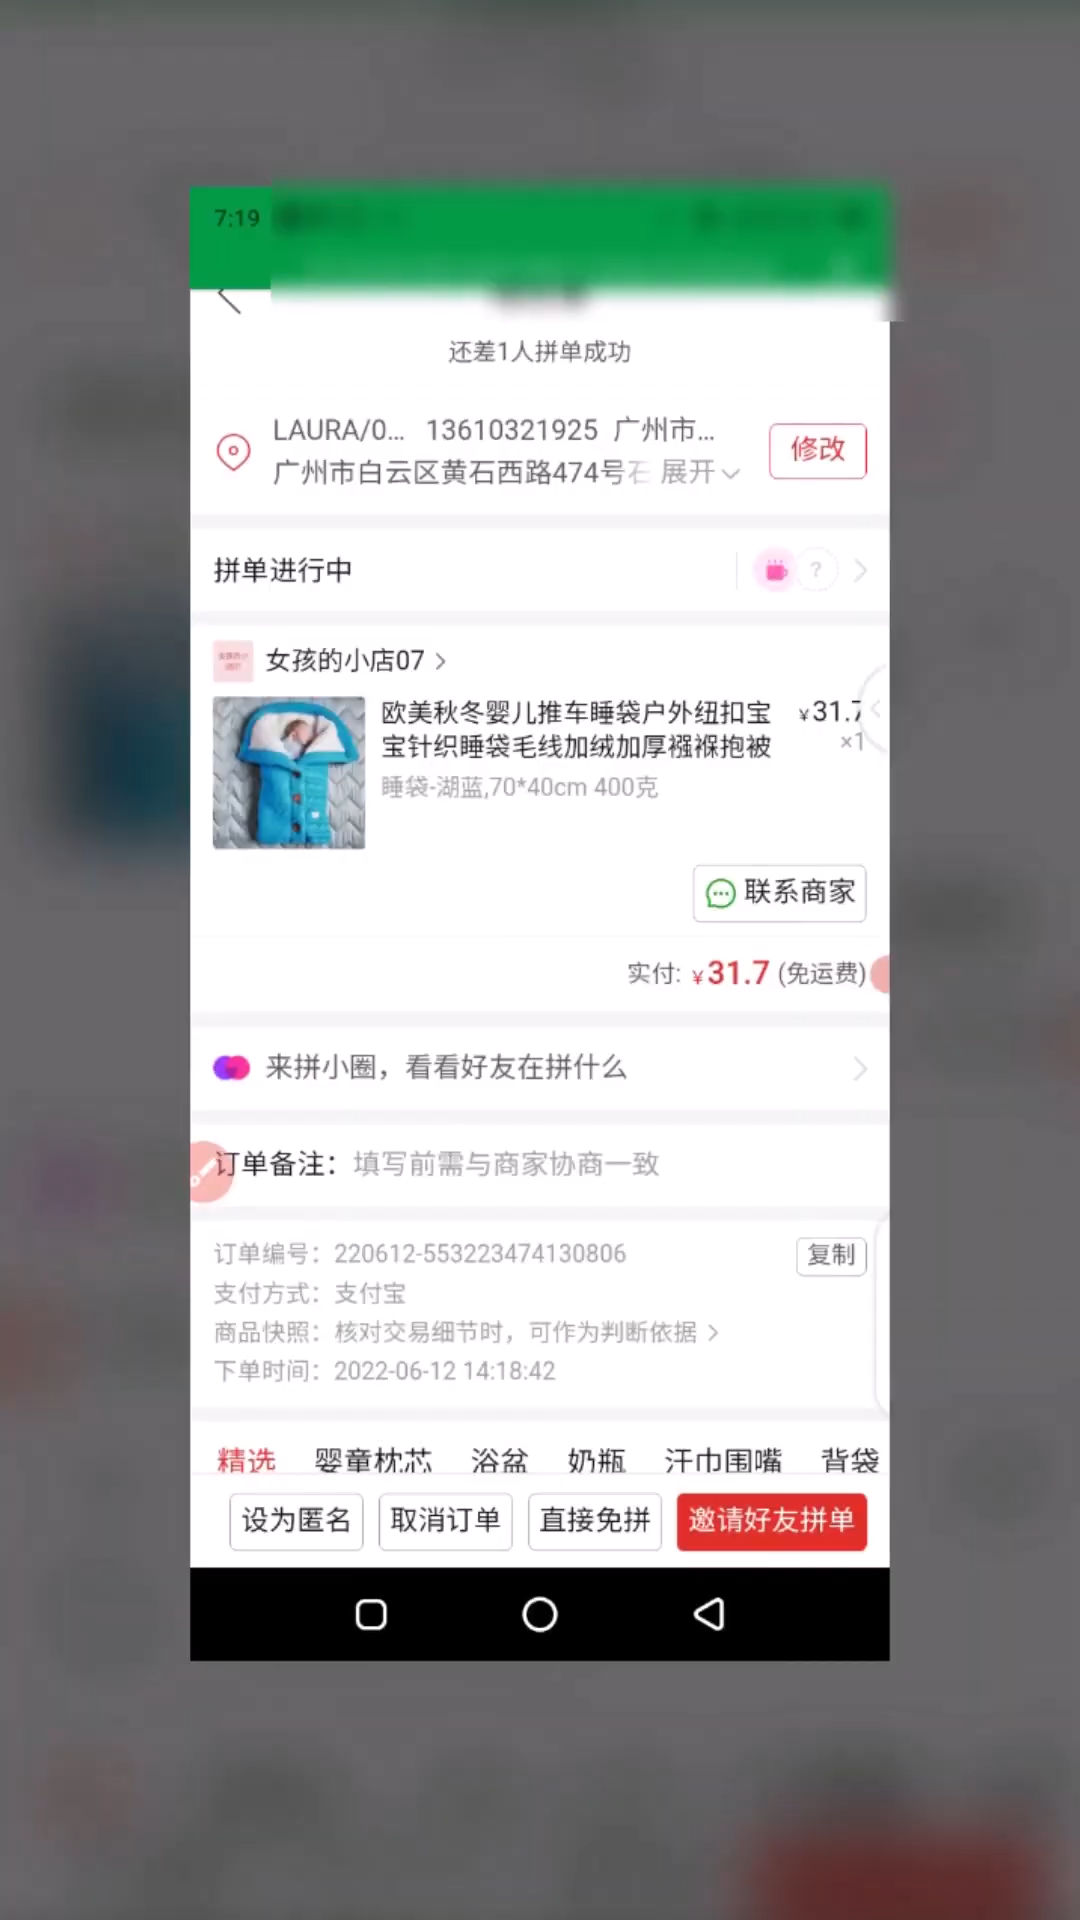 7:19
还差1人拼单成功
LAURA/0... 13610321925 广州市...
广州市白云区黄石西路474号石 展开
修改
拼单进行中
?
女孩的小店07
欧美秋冬婴儿推车睡袋户外纽扣宝 ¥31.7
宝针织睡袋毛线加绒加厚襁褓抱被 ×1
睡袋-湖蓝,70*40cm 400克
联系商家
实付: ¥31.7 (免运费)
来拼小圈，看看好友在拼什么
订单备注： 填写前需与商家协商一致
订单编号： 220612-553223474130806 复制
支付方式： 支付宝
商品快照： 核对交易细节时，可作为判断依据
下单时间： 2022-06-12 14:18:42
精选 婴童枕芯 浴盆 奶瓶 汗巾围嘴 背袋
设为匿名 取消订单 直接免拼 邀请好友拼单